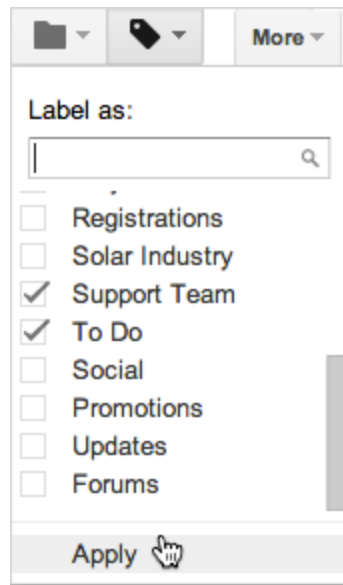 More
Label as:
Registrations
Solar Industry
Support Team
To Do
Social
Promotions
Updates
Forums
Apply